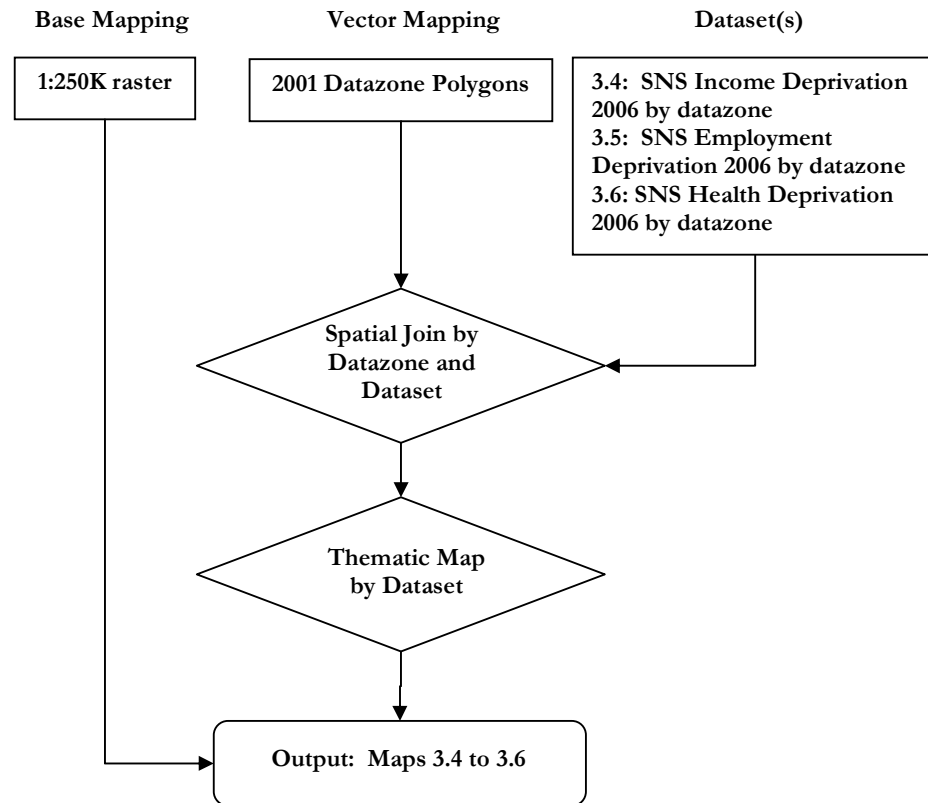 Base Mapping
Vector Mapping
Dataset(s)
1:250K raster
2001 Datazone Polygons
3.4:  SNS Income Deprivation
2006 by datazone
3.5:  SNS Employment
Deprivation 2006 by datazone
3.6: SNS Health Deprivation
2006 by datazone
Spatial Join by
Datazone and
Dataset
Thematic Map
by Dataset
Output:  Maps 3.4 to 3.6